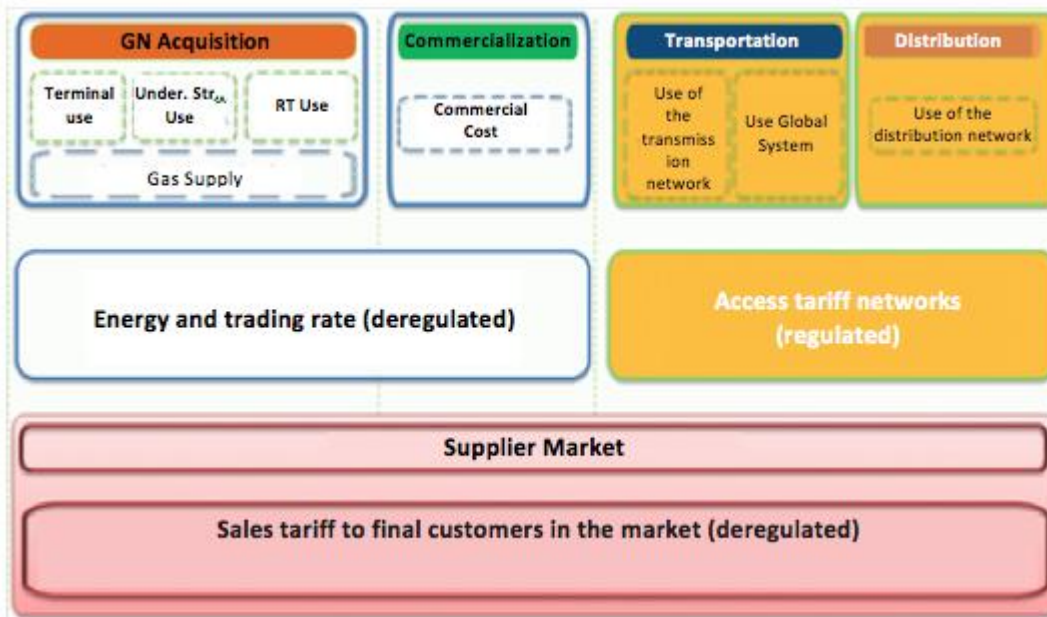 GN Acquisition
Commercialization
Transportation
Distribution
Terminal
use
Under. Str
Use
RT Use
Gas Supply
Commercial
Cost
Use of
the
transmiss
ion
network
Use Global
System
Use of the
distribution network
Energy and trading rate (deregulated)
Access tariff networks
(regulated)
Supplier Market
Sales tariff to final customers in the market (deregulated)